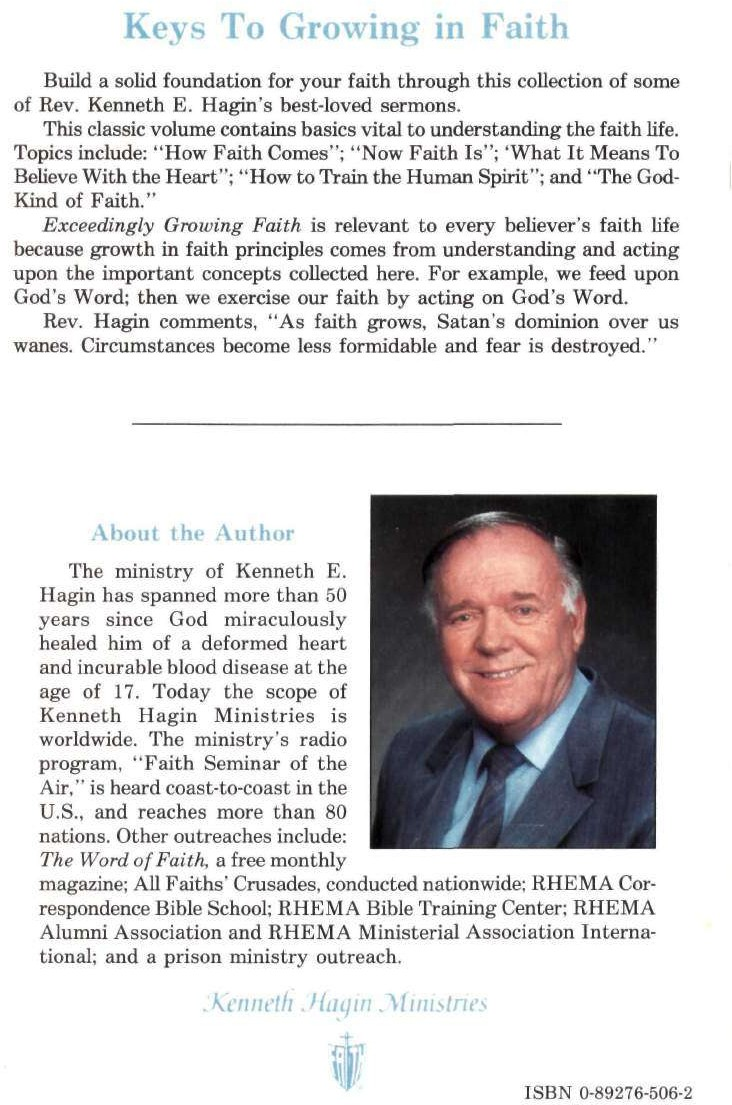 Keys To Growing in Faith
Build a solid foundation for your faith through this collection of some
of Rev. Kenneth E. Hagin's best-loved sermons.
This classic volume contains basics vital to understanding the faith life.
Topics include: "How Faith Comes"; "Now Faith Is"; 'What It Means To
Believe With the Heart"; "How to Train the Human Spirit"; and "The God-
Kind of Faith."
Exceedingly Growing Faith is relevant to every believer's faith life
because growth in faith principles comes from understanding and acting
upon the important concepts collected here. For example, we feed upon
God's Word; then we exercise our faith by acting on God's Word.
Rev. Hagin comments, "As faith grows, Satan's dominion over us
wanes. Circumstances become less formidable and fear is destroyed."
About the Author
The ministry of Kenneth E.
Hagin has spanned more than 50
years since God miraculously
healed him of a deformed heart
and incurable blood disease at the
age of 17. Today the scope of
Kenneth Hagin Ministries is
worldwide. The ministry's radio
program, "Faith Seminar of the
Air," is heard coast-to-coast in the
U.S., and reaches more than 80
nations. Other outreaches include:
The Word of Faith, a free monthly
magazine; All Faiths' Crusades, conducted nationwide; RHEMA Cor-
respondence Bible School; RHEMA Bible Training Center; RHEMA
Alumni Association and RHEMA Ministerial Association Interna-
tional; and a prison ministry outreach.
Kenneth Hagin Ministries
ISBN 0-89276-506-2